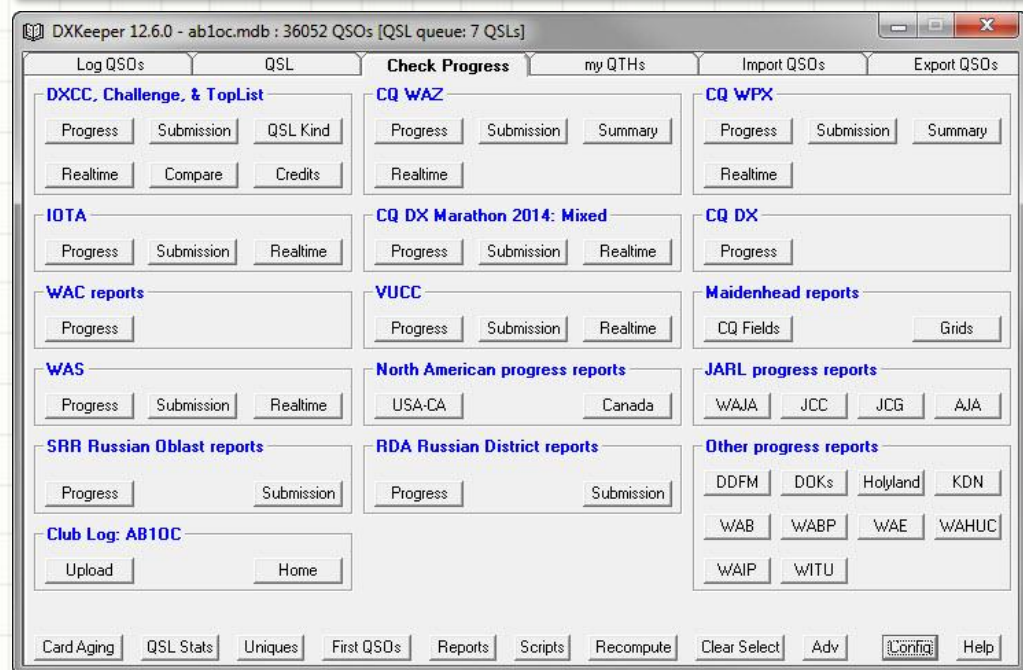 DXKeeper 12.6.0 - ab1oc.mdb : 36052 QSOs [QSL queue: 7 QSLs]
Log QSOs QSL Check Progress my QTHs Import QSOs Export QSOs
DXCC, Challenge, & TopList
Progress Submission QSL Kind
Realtime Compare Credits
CQ WAZ
Progress Submission Summary
Realtime
CQ WPX
Progress Submission Summary
Realtime
IOTA
Progress Submission Realtime
CQ DX Marathon 2014: Mixed
Progress Submission Realtime
CQ DX
Progress
WAC reports
Progress
VUCC
Progress Submission Realtime
Maidenhead reports
CQ Fields Grids
WAS
Progress Submission Realtime
North American progress reports
USA-CA Canada
JARL progress reports
WAJA JCC JCG AJA
SRR Russian Oblast reports
Progress Submission
RDA Russian District reports
Progress Submission
Other progress reports
DDFM DOKs Holyland KDN
WAB WABP WAE WAHUC
WAIP WITU
Club Log: AB1OC
Upload Home
Card Aging QSL Stats Uniques First QSOs Reports Scripts Recompute Clear Select Adv Config Help